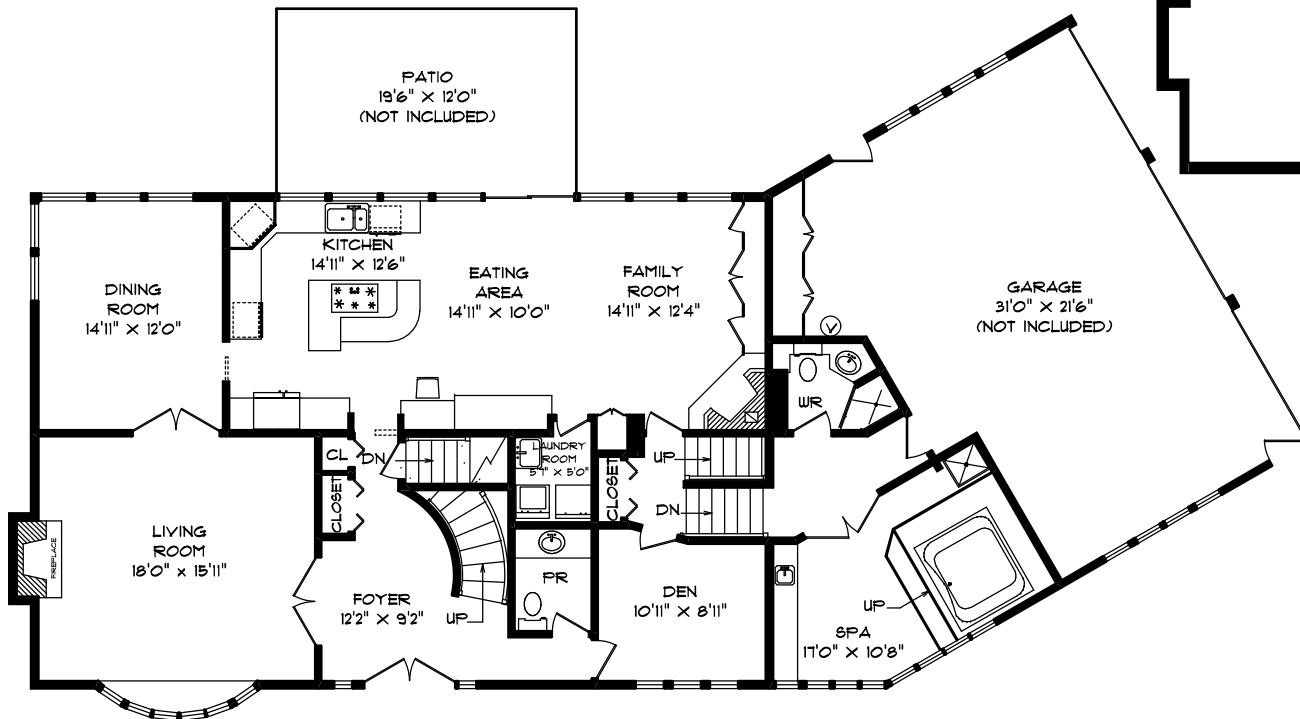 PATIO
19'6" X 12'0"
(NOT INCLUDED)
KITCHEN
14'11" X 12'6"
EATING
AREA
14'11" X 10'0"
FAMILY
ROOM
14'11" X 12'4"
DINING
ROOM
14'11" X 12'0"
GARAGE
31'0" X 21'6"
(NOT INCLUDED)
V
WR
CL
DN
LAUNDRY
ROOM
5'7" X 5'0"
UP
CLOSET
CLOSET
DN
LIVING
ROOM
18'0" X 15'11"
FIREPLACE
PR
FOYER
12'2" X 9'2"
UP
DEN
10'11" X 8'11"
UP
SPA
17'0" X 10'8"